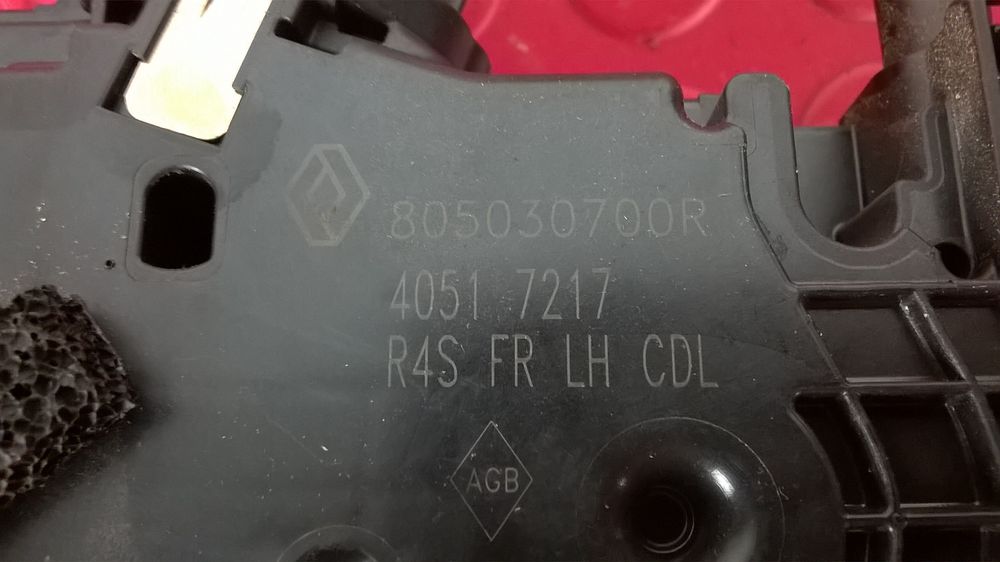 805030700R
4051 7217
R4S FR LH CDL
AGB